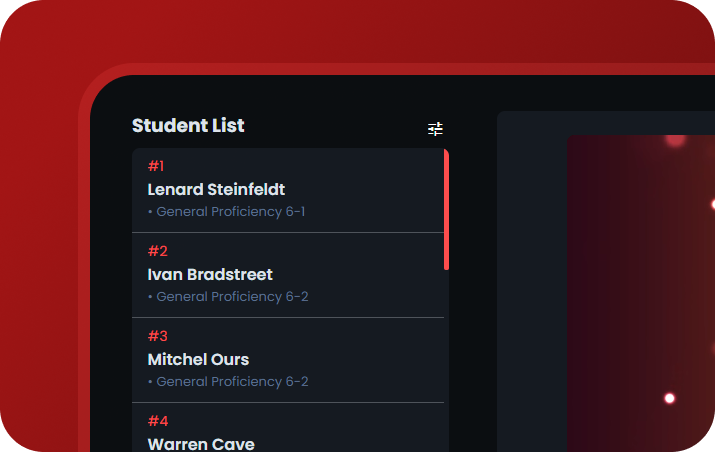 Student List
#1
Lenard Steinfeldt
• General Proficiency 6-1
#2
Ivan Bradstreet
• General Proficiency 6-2
#3
Mitchel Ours
• General Proficiency 6-2
#4
Warren Cave